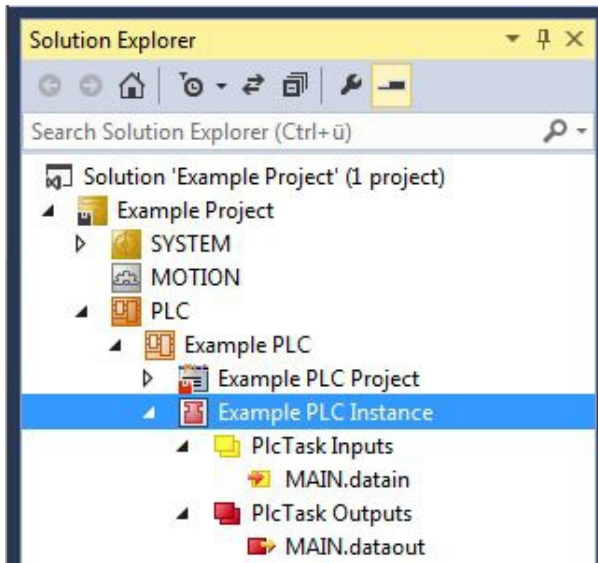 Solution Explorer
Search Solution Explorer (Ctrl+ü)
Solution 'Example Project' (1 project)
Example Project
SYSTEM
MOTION
PLC
Example PLC
Example PLC Project
Example PLC Instance
PlcTask Inputs
MAIN.datain
PlcTask Outputs
MAIN.dataout